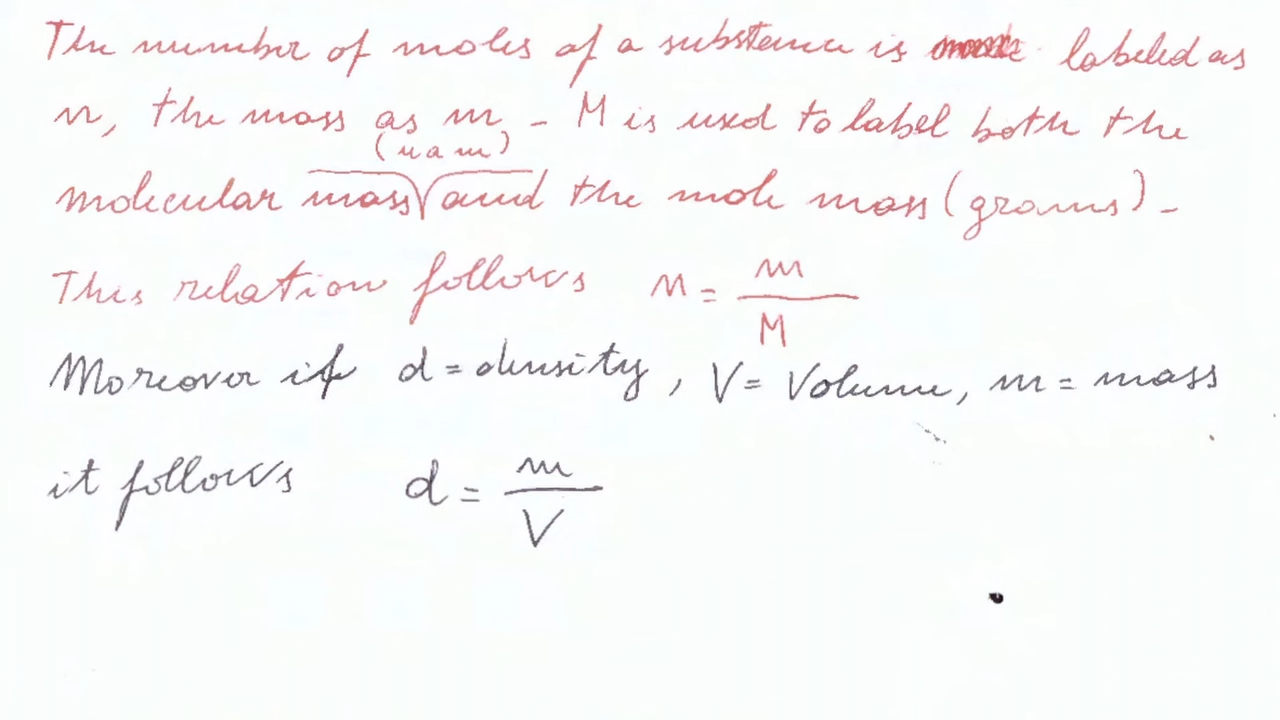 The number of moles of a substance is labeled as
n, the mass as m - M is used to label both the
(uam)
molecular mass and the mole mass (grams) -
This relation follows n = m / M
Moreover if d = density, V = Volume, m = mass
it follows d = m / V